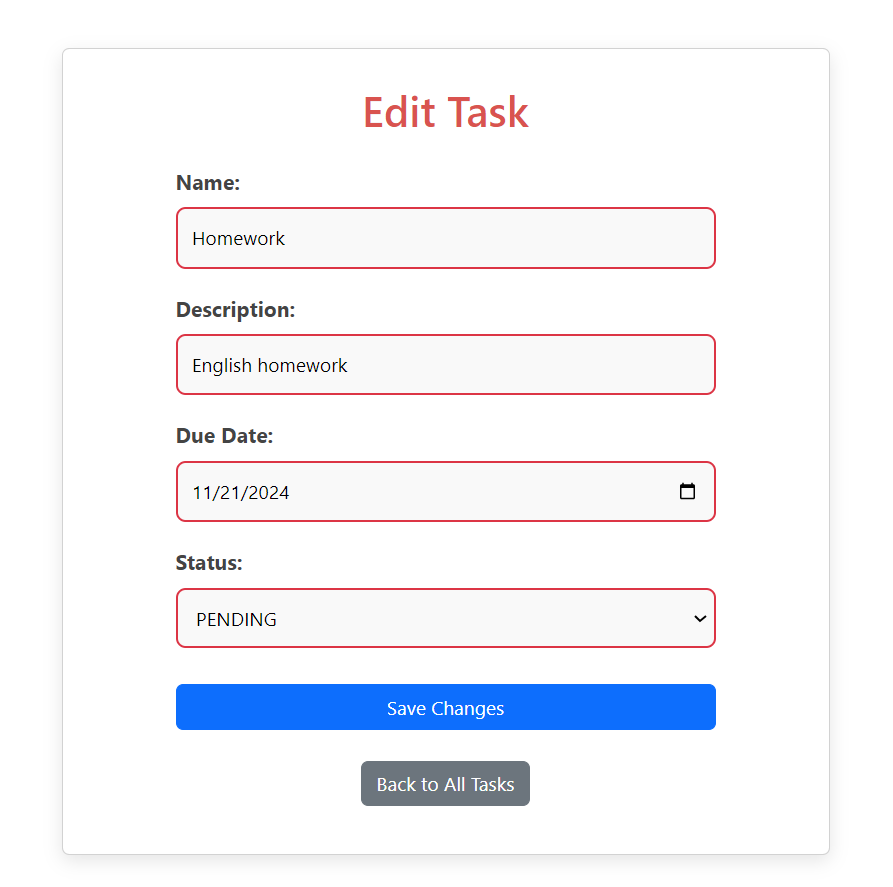 Edit Task
Name:
Homework
Description:
English homework
Due Date:
11/21/2024
Status:
PENDING
Save Changes
Back to All Tasks